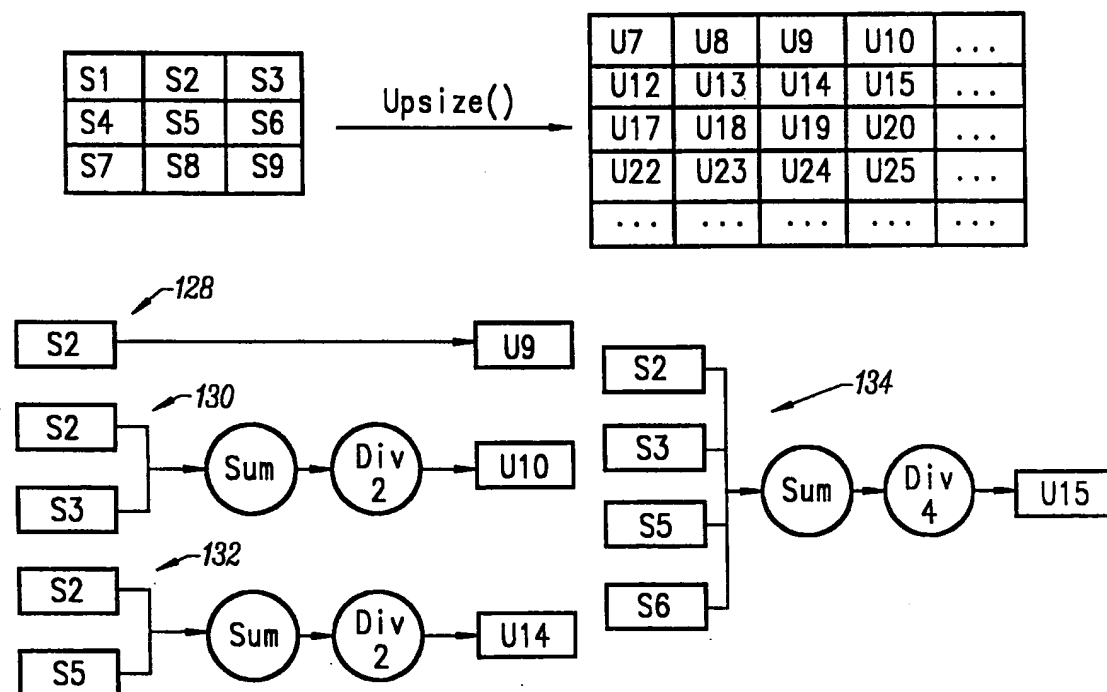 S1 S2 S3
S4 S5 S6
S7 S8 S9
Upsize()
U7 U8 U9 U10 ...
U12 U13 U14 U15 ...
U17 U18 U19 U20 ...
U22 U23 U24 U25 ...
... ... ... ... ...
128
S2 U9
130
S2
S3
Sum Div 2 U10
132
S2
S5
Sum Div 2 U14
134
S2
S3
S5
S6
Sum Div 4 U15